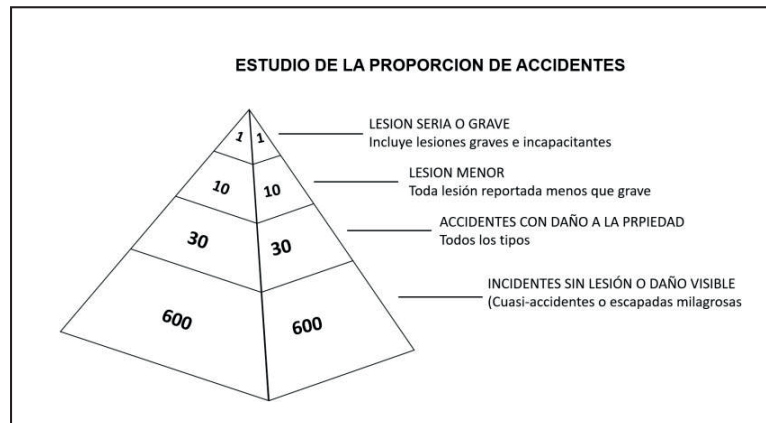 ESTUDIO DE LA PROPORCION DE ACCIDENTES
1 1
LESION SERIA O GRAVE
Incluye lesiones graves e incapacitantes
10 10
LESION MENOR
Toda lesión reportada menos que grave
30 30
ACCIDENTES CON DAÑO A LA PRPIEDAD
Todos los tipos
600 600
INCIDENTES SIN LESIÓN O DAÑO VISIBLE
(Cuasi-accidentes o escapadas milagrosas